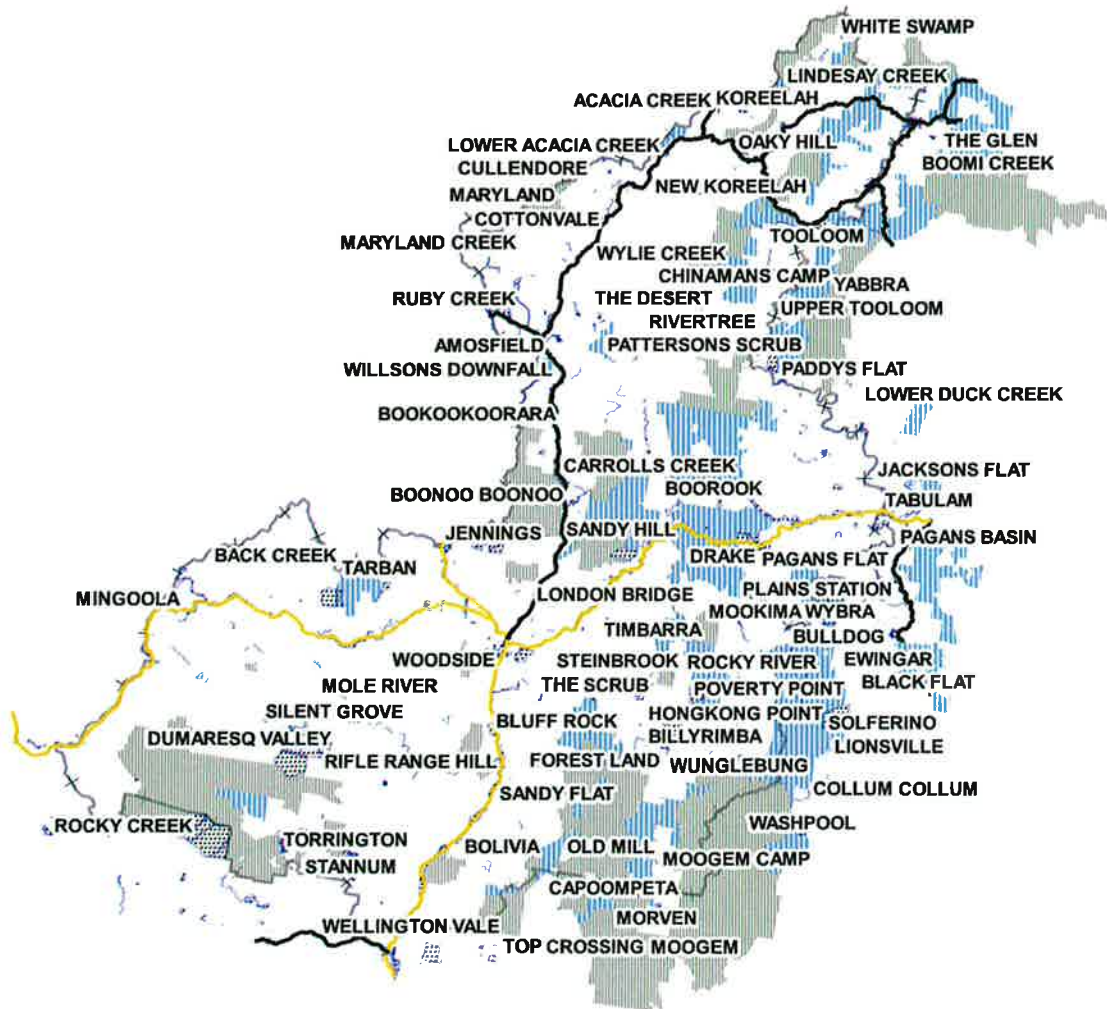 WHITE SWAMP
LINDESAY CREEK
ACACIA CREEK
KOREELAH
LOWER ACACIA CREEK
OAKY HILL
THE GLEN
CULLENDORE
BOOMI CREEK
MARYLAND
NEW KOREELAH
COTTONVALE
MARYLAND CREEK
TOOLOOM
WYLIE CREEK
CHINAMANS CAMP
YABBRA
RUBY CREEK
THE DESERT
UPPER TOOLOOM
RIVERTREE
AMOSFIELD
PATTERSONS SCRUB
WILLSONS DOWNFALL
PADDYS FLAT
LOWER DUCK CREEK
BOOKOOKOORARA
CARROLLS CREEK
JACKSONS FLAT
BOONOO BOONOO
BOOROOK
TABULAM
JENNINGS
SANDY HILL
PAGANS BASIN
BACK CREEK
DRAKE
PAGANS FLAT
TARBAN
MINGOOLA
LONDON BRIDGE
PLAINS STATION
MOOKIMA WYBRA
TIMBARRA
BULLDOG
WOODSIDE
STEINBROOK
ROCKY RIVER
EWINGAR
MOLE RIVER
THE SCRUB
POVERTY POINT
BLACK FLAT
SILENT GROVE
BLUFF ROCK
HONGKONG POINT
SOLFERINO
DUMARESQ VALLEY
BILLYRIMBA
LIONSVILLE
RIFLE RANGE HILL
FOREST LAND
WUNGLEBUNG
SANDY FLAT
COLLUM COLLUM
ROCKY CREEK
WASHPOOL
TORRINGTON
BOLIVIA
OLD MILL
STANNUM
MOOGEM CAMP
CAPOOMPETA
WELLINGTON VALE
MORVEN
TOP CROSSING
MOOGEM